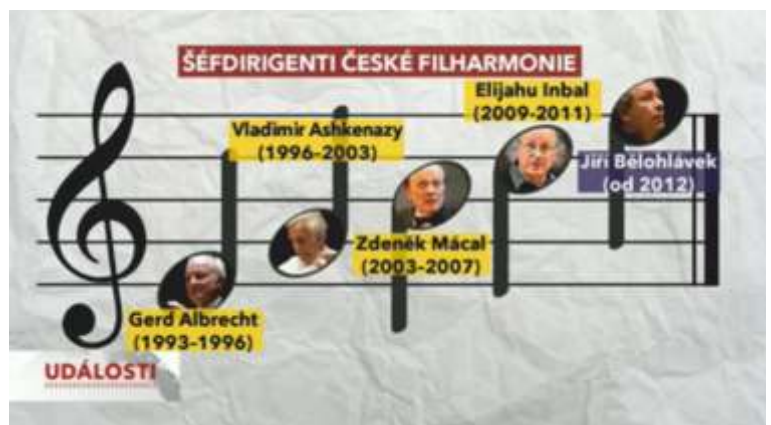 ŠÉFDIRIGENTI ČESKÉ FILHARMONIE
Elijahu Inbal
(2009-2011)
Vladimir Ashkenazy
(1996-2003)
Jiří Bělohlávek
(od 2012)
Zdeněk Mácal
(2003-2007)
Gerd Albrecht
(1993-1996)
UDÁLOSTI